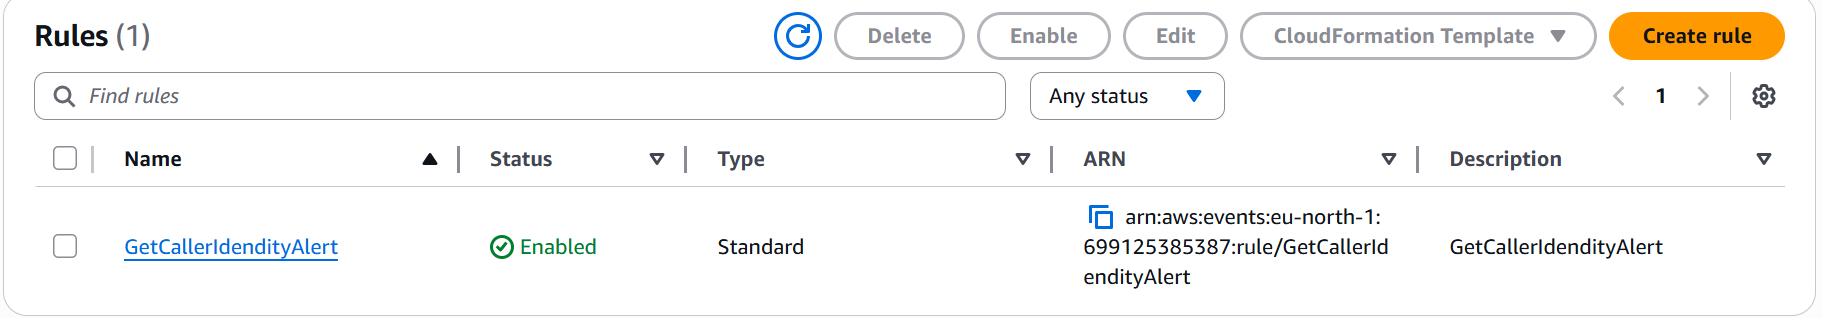 Rules (1)
Delete
Enable
Edit
CloudFormation Template
Create rule
Find rules
Any status
1
Name
Status
Type
ARN
Description
GetCallerIdendityAlert
Enabled
Standard
arn:aws:events:eu-north-1:
699125385387:rule/GetCallerId
endityAlert
GetCallerIdendityAlert